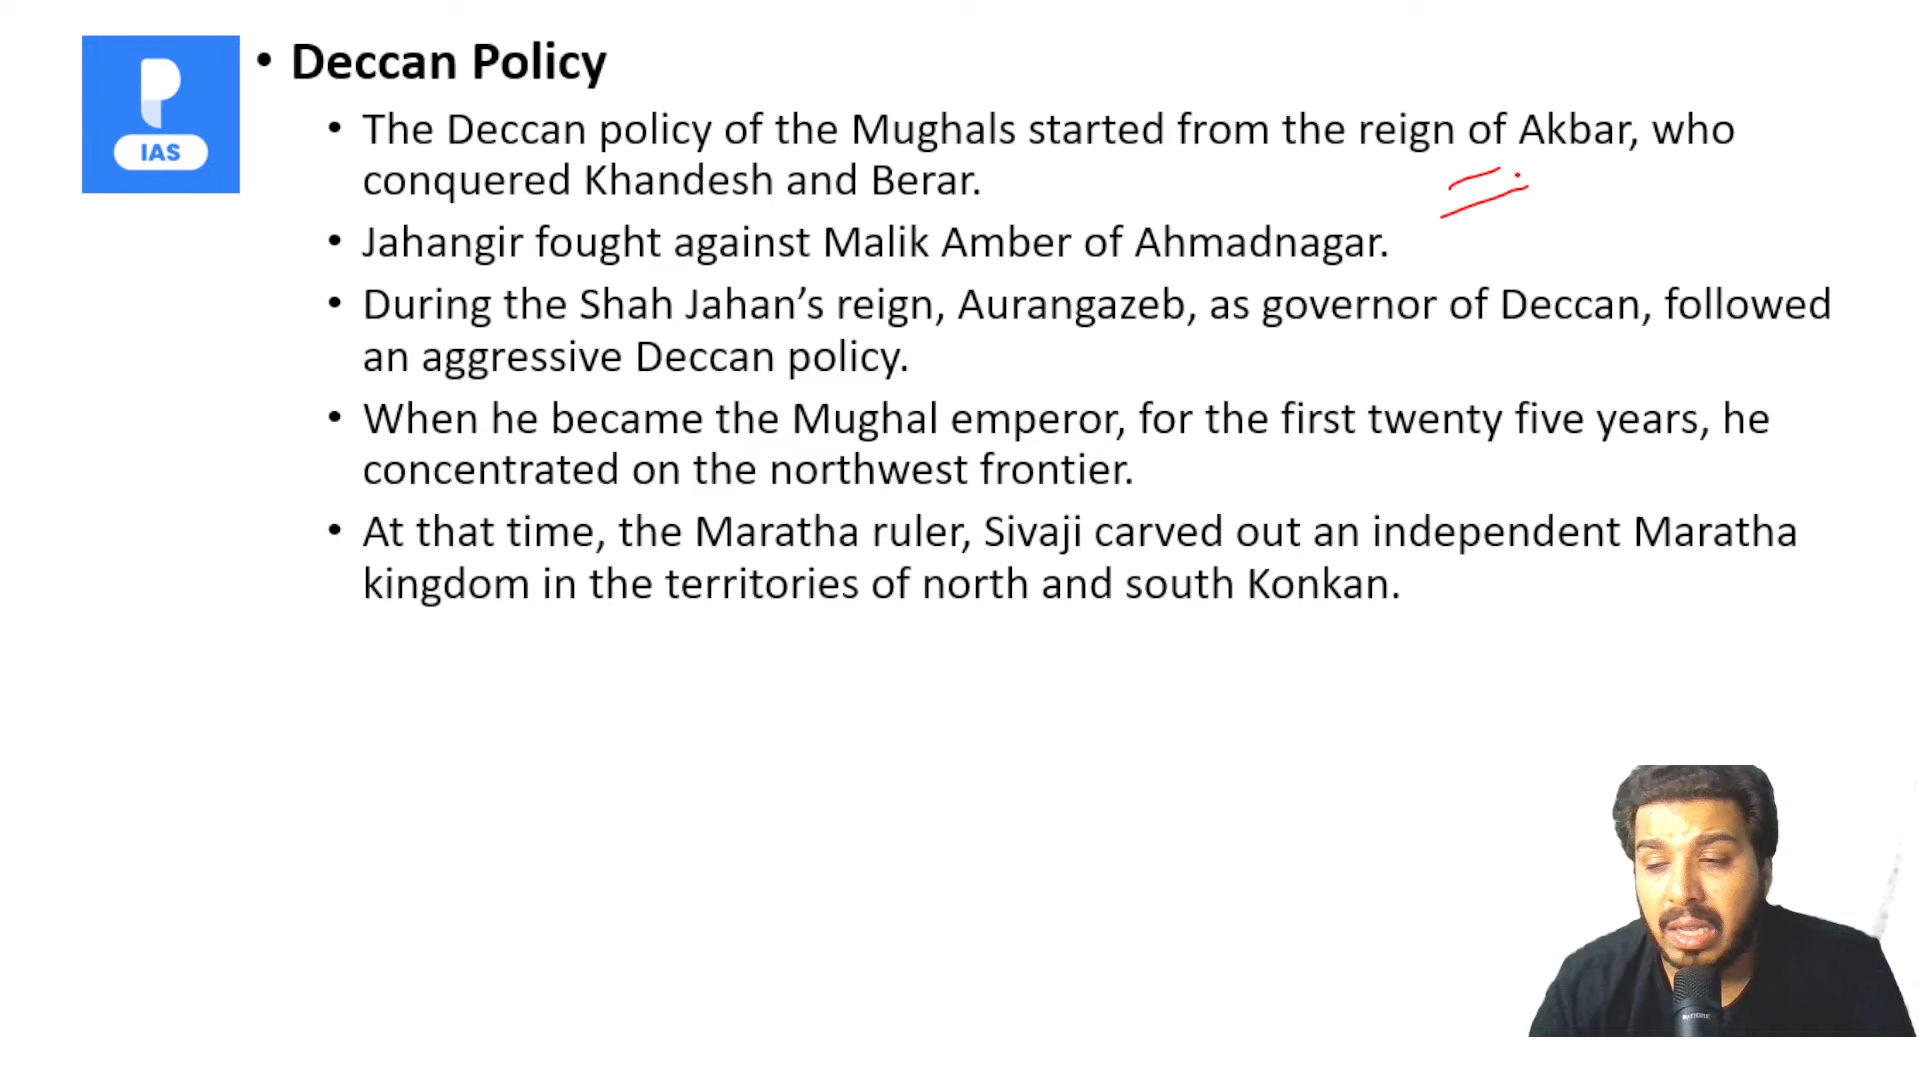 Deccan Policy
IAS
• The Deccan policy of the Mughals started from the reign of Akbar, who
conquered Khandesh and Berar.
• Jahangir fought against Malik Amber of Ahmadnagar.
• During the Shah Jahan’s reign, Aurangazeb, as governor of Deccan, followed
an aggressive Deccan policy.
• When he became the Mughal emperor, for the first twenty five years, he
concentrated on the northwest frontier.
• At that time, the Maratha ruler, Sivaji carved out an independent Maratha
kingdom in the territories of north and south Konkan.